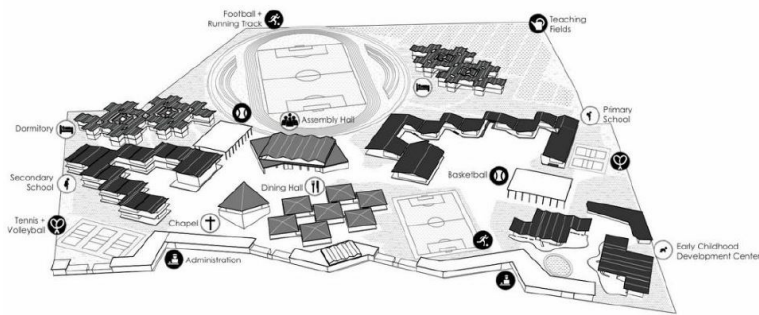 Football +
Running Track
Teaching
Fields
Assembly Hall
Primary
School
Dormitory
Basketball
Secondary
School
Dining Hall
Tennis +
Volleyball
Chapel
Early Childhood
Development Center
Administration